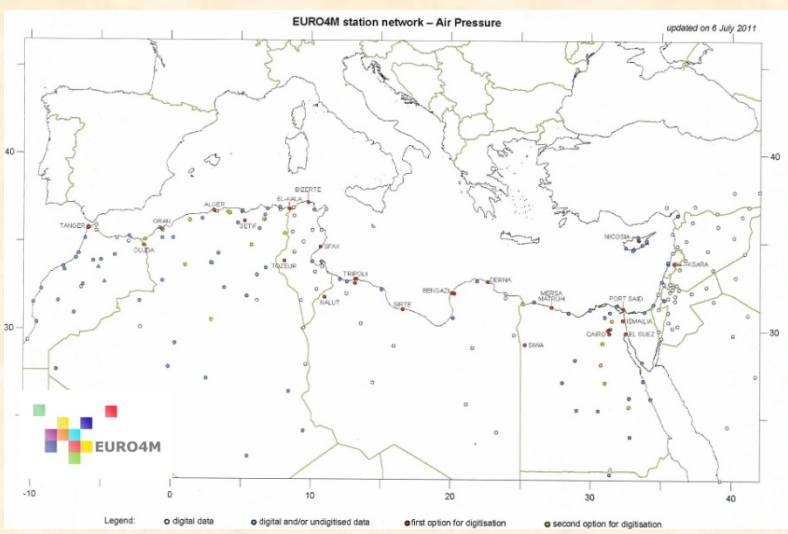 EURO4M station network – Air Pressure
updated on 6 July 2011
40
40
BIZERTE
EL-KALA
ALGER
TANGER
ORAN
SETIF
OUJDA
SFAX
TOZEUR
NICOSIA
KSARA
TRIPOLI
DERNA
NALUT
SIRTE
BENGAZI
MERSA
MATRUH
PORT SAID
ISMAILIA
CAIRO
EL SUEZ
SIWA
30
30
EURO4M
-10
0
10
20
30
40
Legend:
digital data
digital and/or undigitised data
first option for digitisation
second option for digitisation